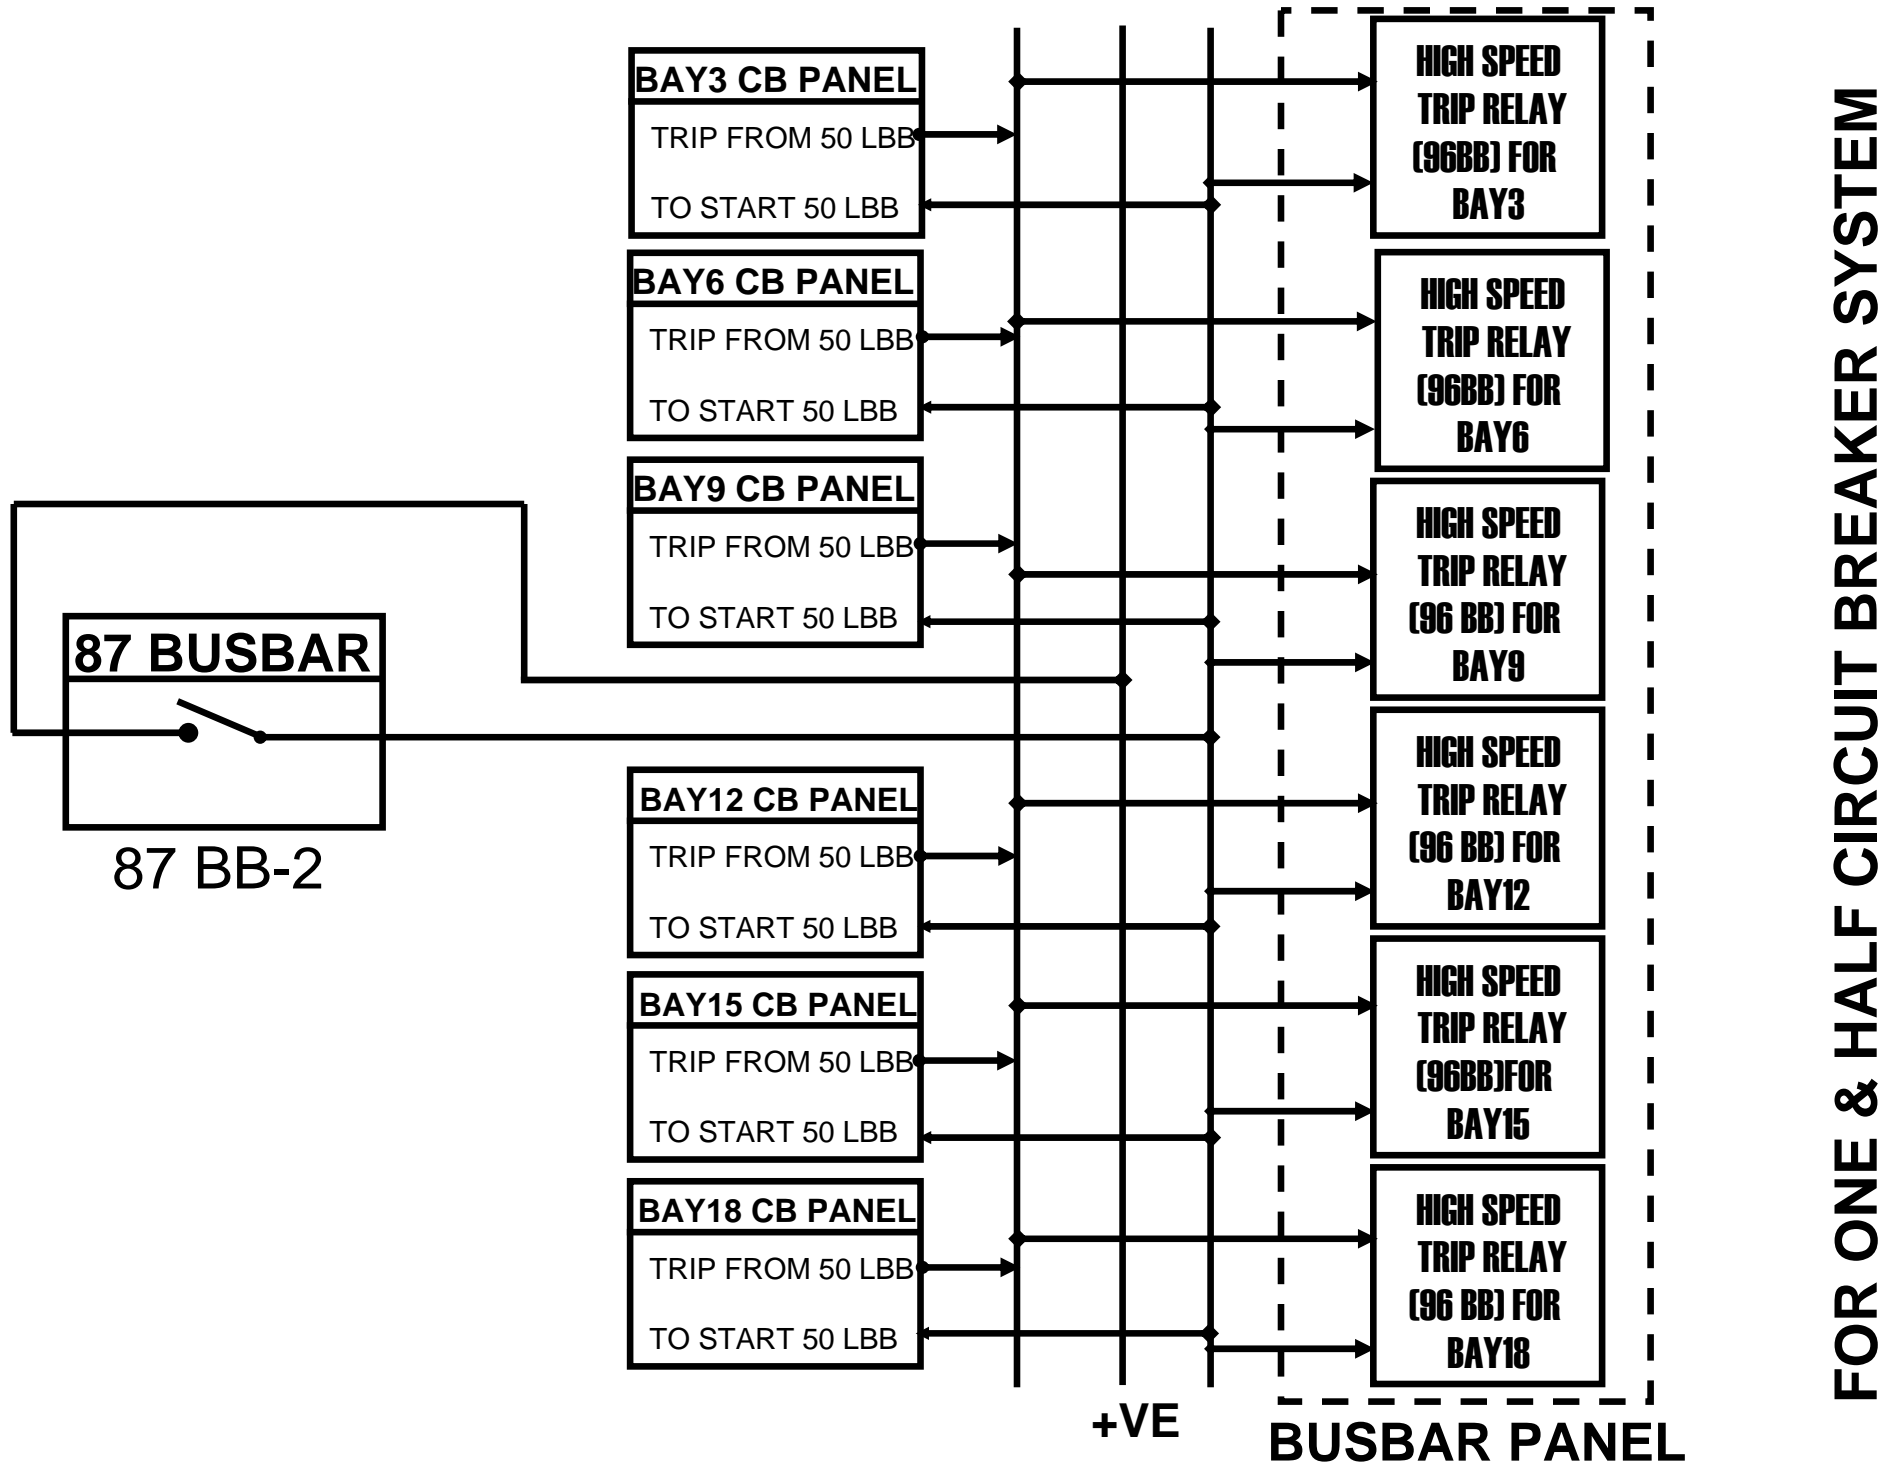 BAY3 CB PANEL
TRIP FROM 50 LBB
TO START 50 LBB
BAY6 CB PANEL
TRIP FROM 50 LBB
TO START 50 LBB
BAY9 CB PANEL
TRIP FROM 50 LBB
TO START 50 LBB
87 BUSBAR
87 BB-2
BAY12 CB PANEL
TRIP FROM 50 LBB
TO START 50 LBB
BAY15 CB PANEL
TRIP FROM 50 LBB
TO START 50 LBB
BAY18 CB PANEL
TRIP FROM 50 LBB
TO START 50 LBB
+VE
HIGH SPEED
TRIP RELAY
(96BB) FOR
BAY3
HIGH SPEED
TRIP RELAY
(96BB) FOR
BAY6
HIGH SPEED
TRIP RELAY
(96 BB) FOR
BAY9
HIGH SPEED
TRIP RELAY
(96 BB) FOR
BAY12
HIGH SPEED
TRIP RELAY
(96BB)FOR
BAY15
HIGH SPEED
TRIP RELAY
(96 BB) FOR
BAY18
BUSBAR PANEL
FOR ONE & HALF CIRCUIT BREAKER SYSTEM